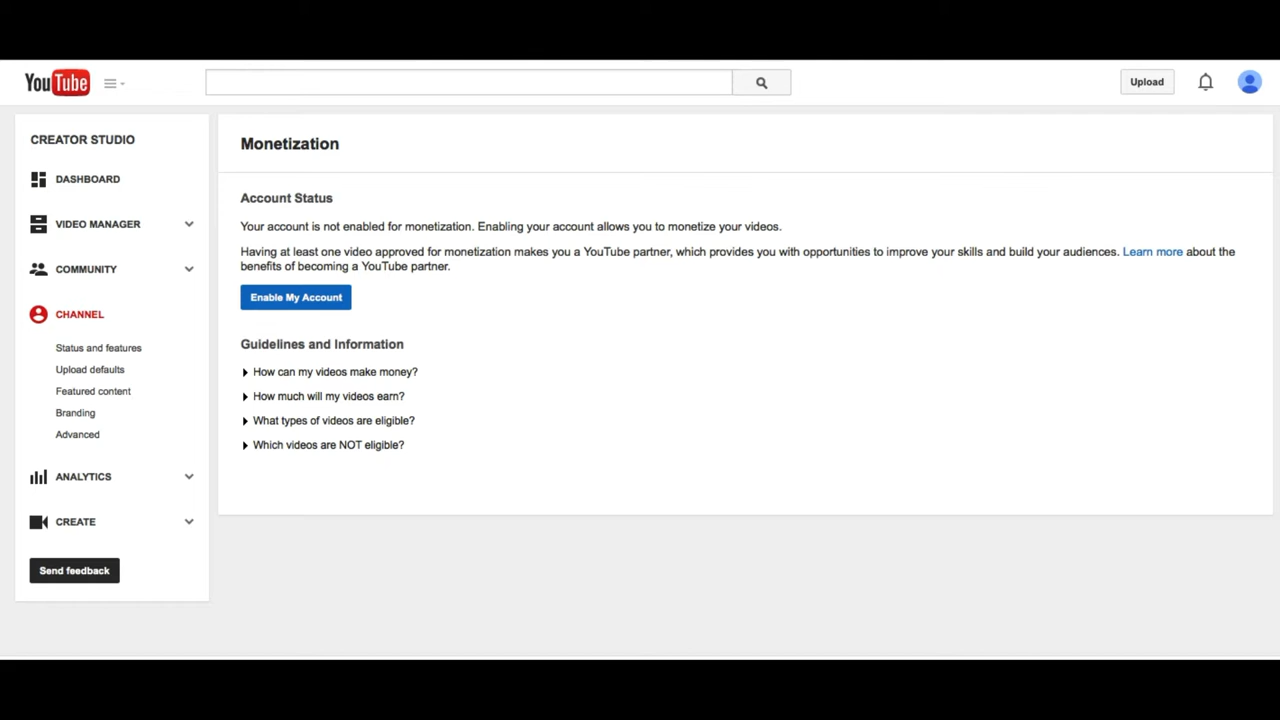 YouTube
Upload
CREATOR STUDIO
DASHBOARD
VIDEO MANAGER
COMMUNITY
CHANNEL
Status and features
Upload defaults
Featured content
Branding
Advanced
ANALYTICS
CREATE
Send feedback
Monetization
Account Status
Your account is not enabled for monetization. Enabling your account allows you to monetize your videos.
Having at least one video approved for monetization makes you a YouTube partner, which provides you with opportunities to improve your skills and build your audiences. Learn more about the
benefits of becoming a YouTube partner.
Enable My Account
Guidelines and Information
How can my videos make money?
How much will my videos earn?
What types of videos are eligible?
Which videos are NOT eligible?